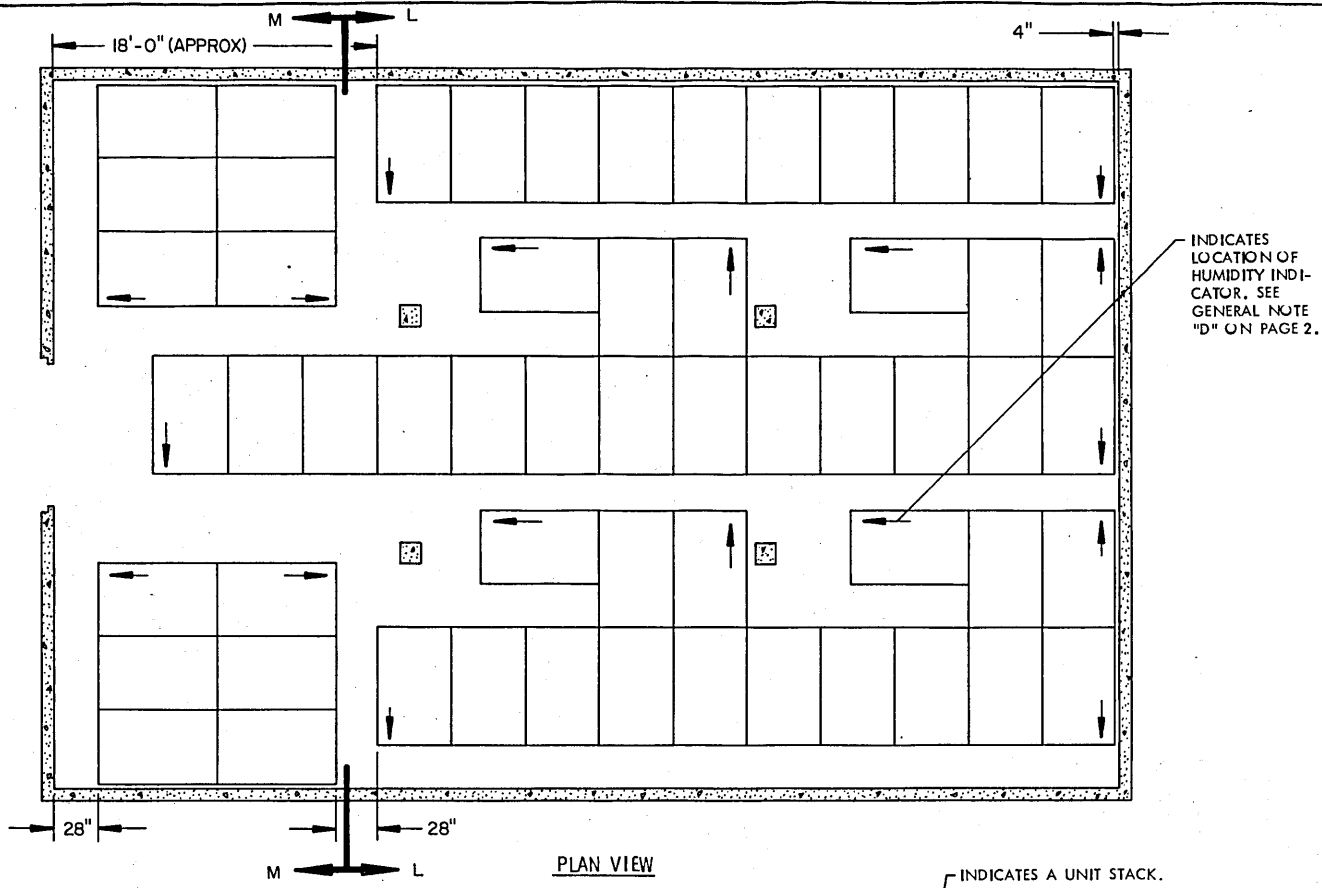 M L
18'-0" (APPROX)
4"
INDICATES
LOCATION OF
HUMIDITY INDI-
CATOR. SEE
GENERAL NOTE
"D" ON PAGE 2.
28"
28"
M L
PLAN VIEW
INDICATES A UNIT STACK.